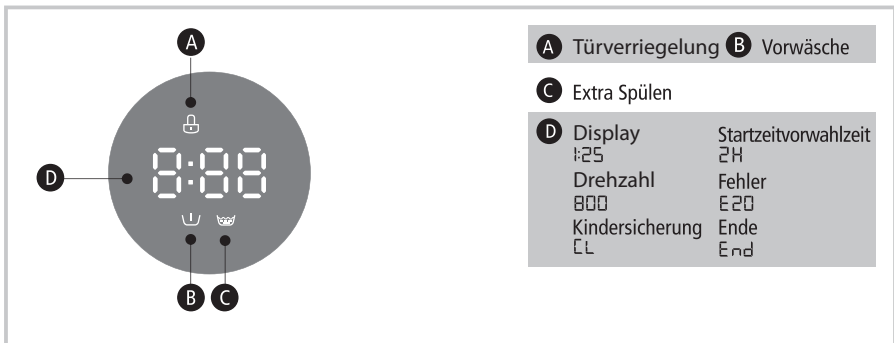 A
8:88
D
B C
A Türverriegelung B Vorwäsche
C Extra Spülen
D Display Startzeitvorwahlzeit
1:25 2H
Drehzahl Fehler
800 E20
Kindersicherung Ende
CL End